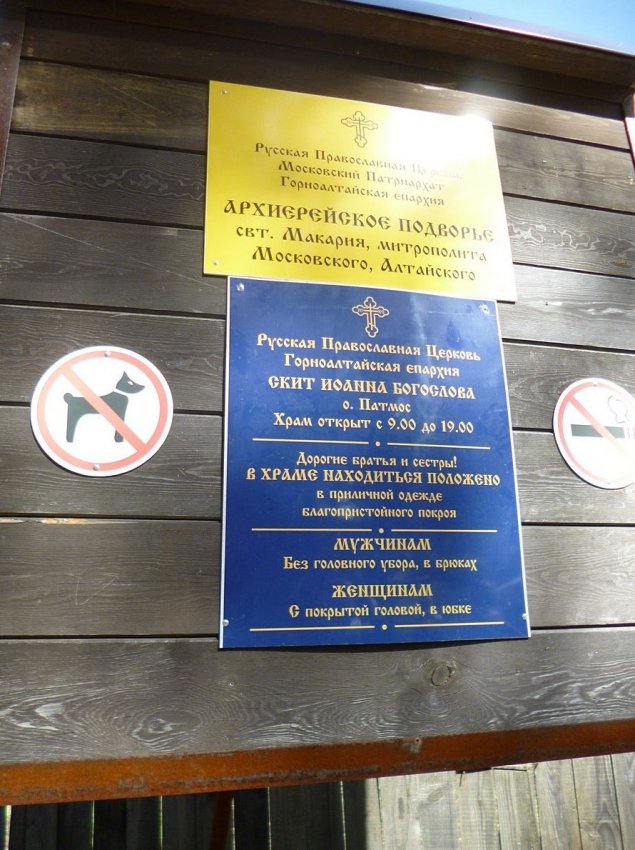 Русская Православная Церковь
Московский Патриархат
Горноалтайская епархия
АРХИЕРЕЙСКОЕ ПОДВОРЬЕ
свт. Макария, митрополита
Московского, Алтайского
Русская Православная Церковь
Горноалтайская епархия
СКИТ ИОАННА БОГОСЛОВА
о. Патмос
Храм открыт с 9.00 до 19.00
Дорогие братья и сестры!
В ХРАМЕ НАХОДИТЬСЯ ПОЛОЖЕНО
в приличной одежде
благопристойного покроя
МУЖЧИНАМ
Без головного убора, в брюках
ЖЕНЩИНАМ
С покрытой головой, в юбке